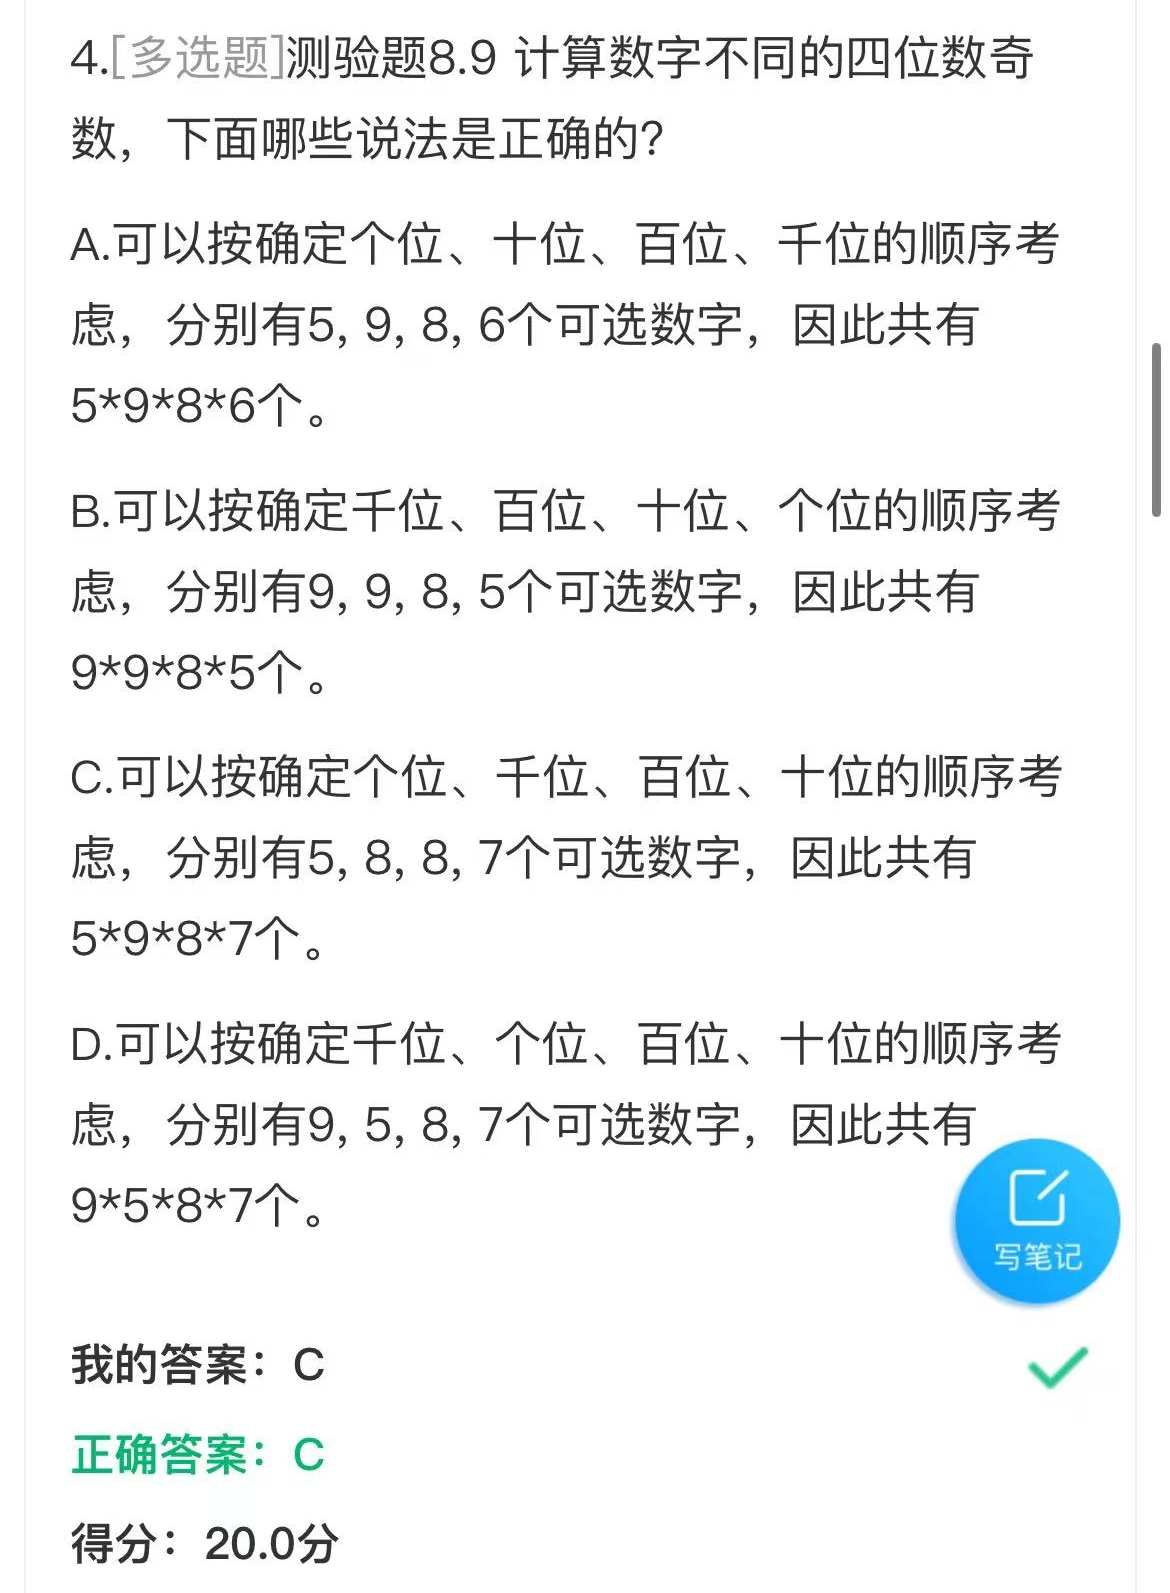 4.[多选题]测验题8.9 计算数字不同的四位数奇
数，下面哪些说法是正确的？
A.可以按确定个位、十位、百位、千位的顺序考
虑，分别有5, 9, 8, 6个可选数字，因此共有
5*9*8*6个。
B.可以按确定千位、百位、十位、个位的顺序考
虑，分别有9, 9, 8, 5个可选数字，因此共有
9*9*8*5个。
C.可以按确定个位、千位、百位、十位的顺序考
虑，分别有5, 8, 8, 7个可选数字，因此共有
5*9*8*7个。
D.可以按确定千位、个位、百位、十位的顺序考
虑，分别有9, 5, 8, 7个可选数字，因此共有
9*5*8*7个。
写笔记
我的答案：C
正确答案：C
得分：20.0分